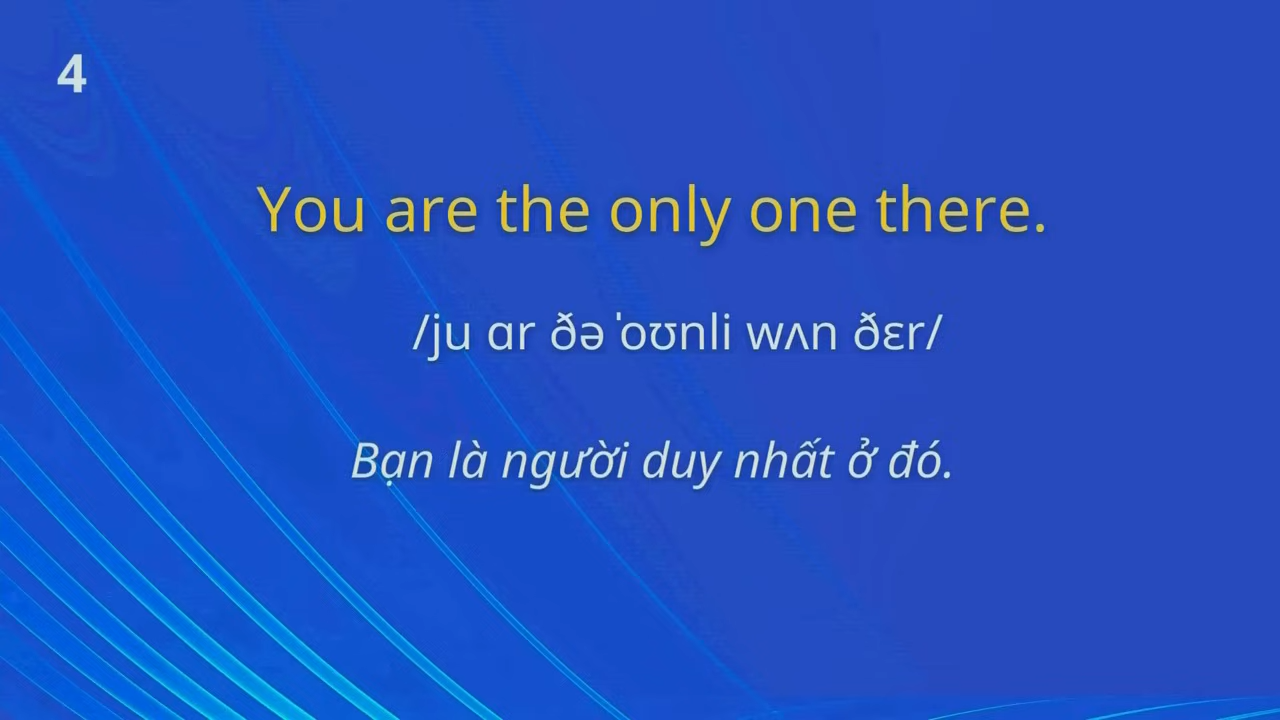 4
You are the only one there.
/ju ɑr ðə ˈoʊnli wʌn ðɛr/
Bạn là người duy nhất ở đó.